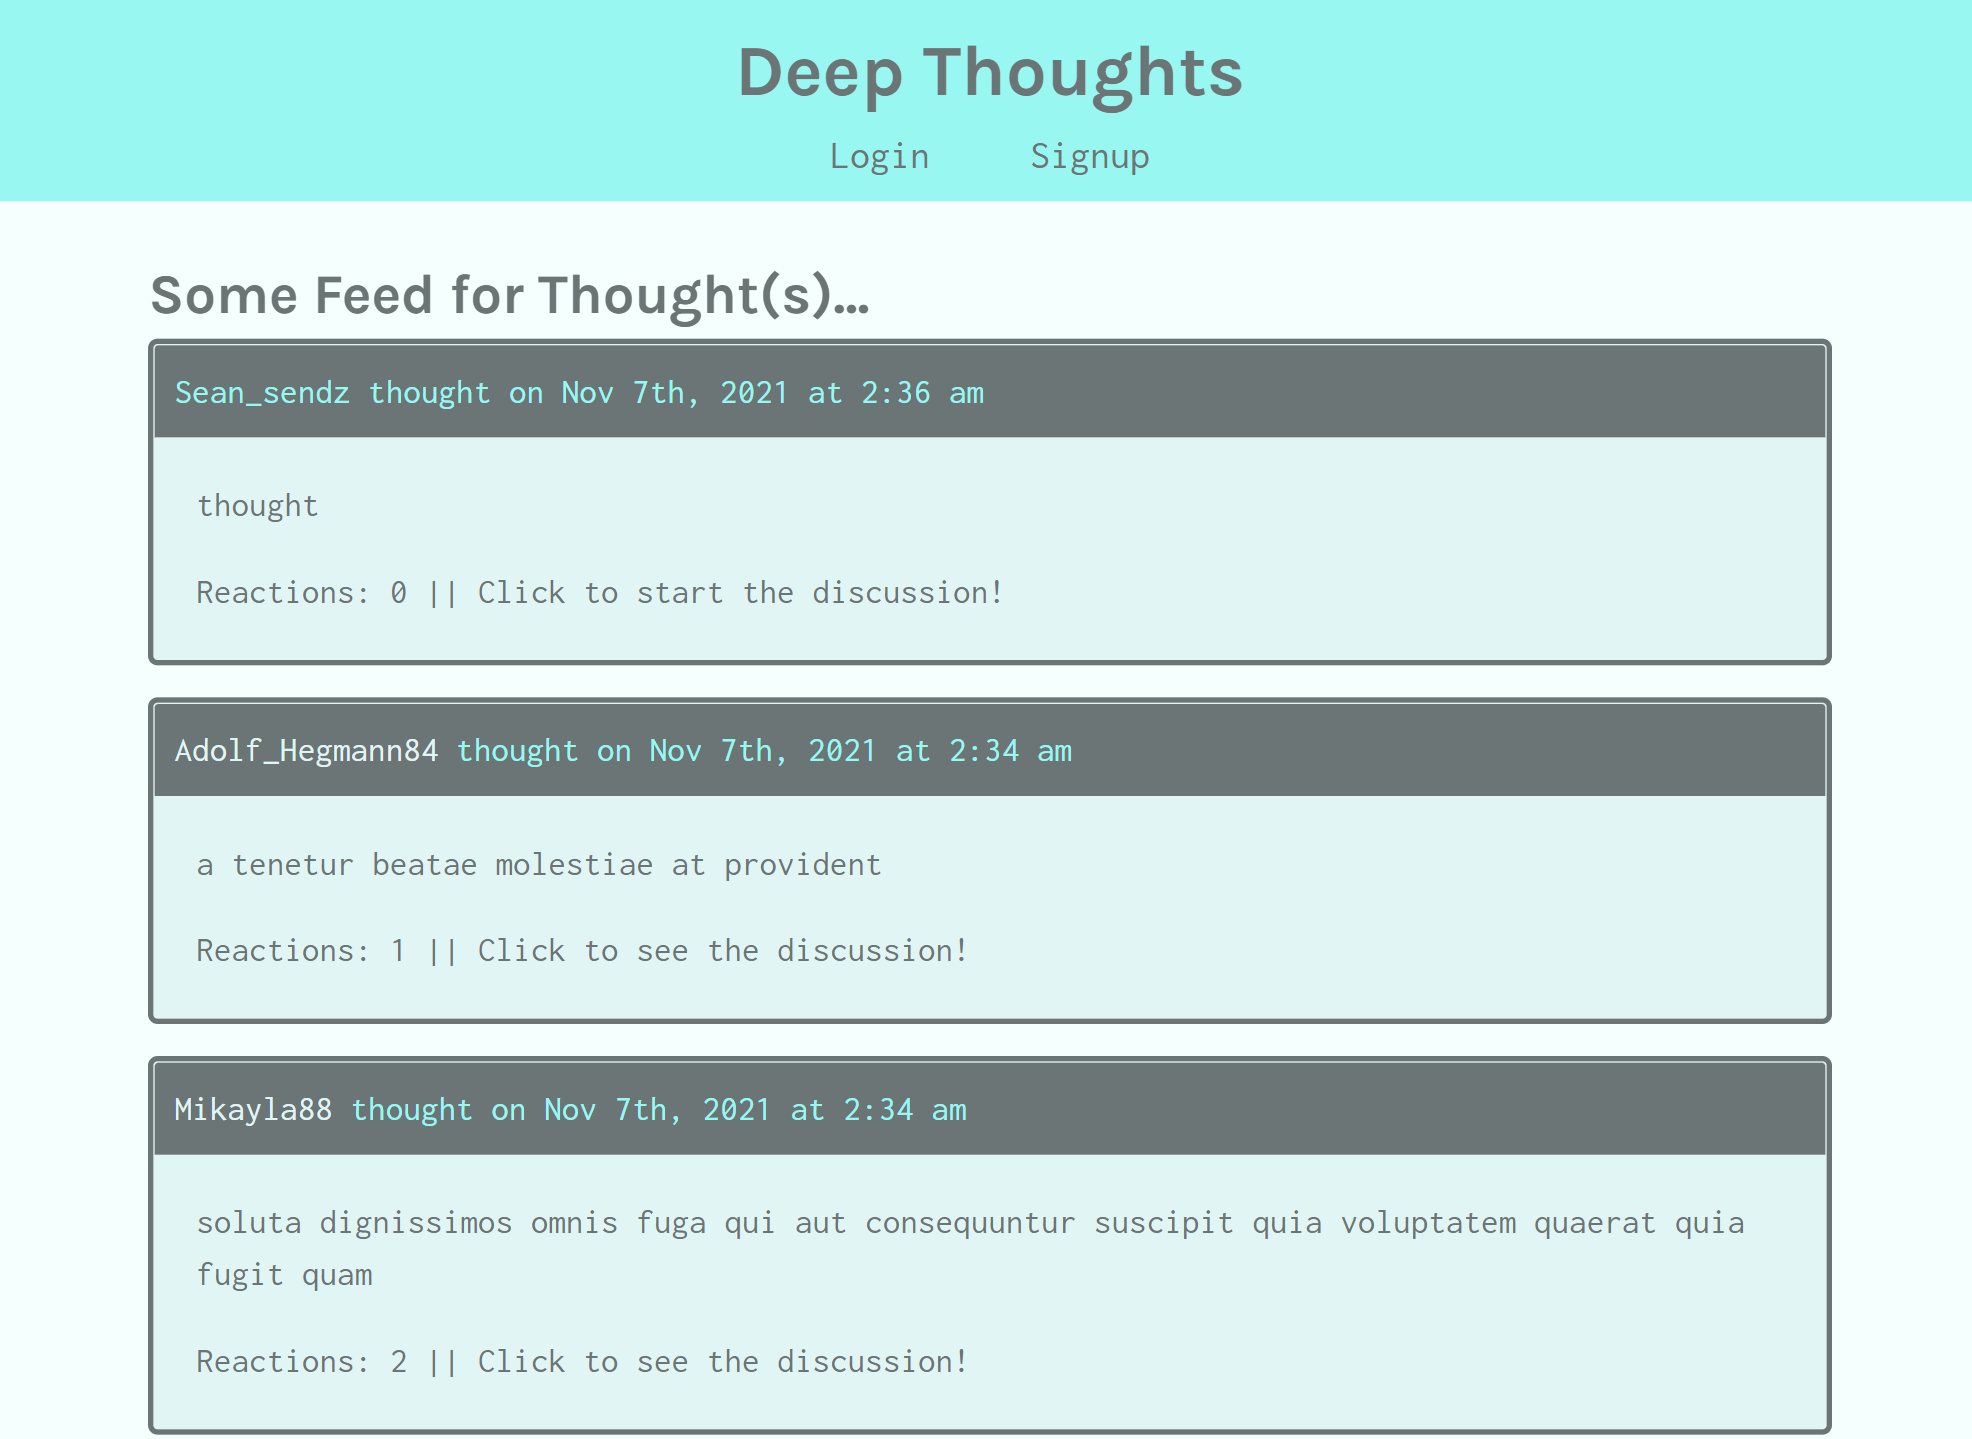 Deep Thoughts
Login Signup
Some Feed for Thought(s)...
Sean_sendz thought on Nov 7th, 2021 at 2:36 am
thought
Reactions: 0 || Click to start the discussion!
Adolf_Hegmann84 thought on Nov 7th, 2021 at 2:34 am
a tenetur beatae molestiae at provident
Reactions: 1 || Click to see the discussion!
Mikayla88 thought on Nov 7th, 2021 at 2:34 am
soluta dignissimos omnis fuga qui aut consequuntur suscipit quia voluptatem quaerat quia
fugit quam
Reactions: 2 || Click to see the discussion!